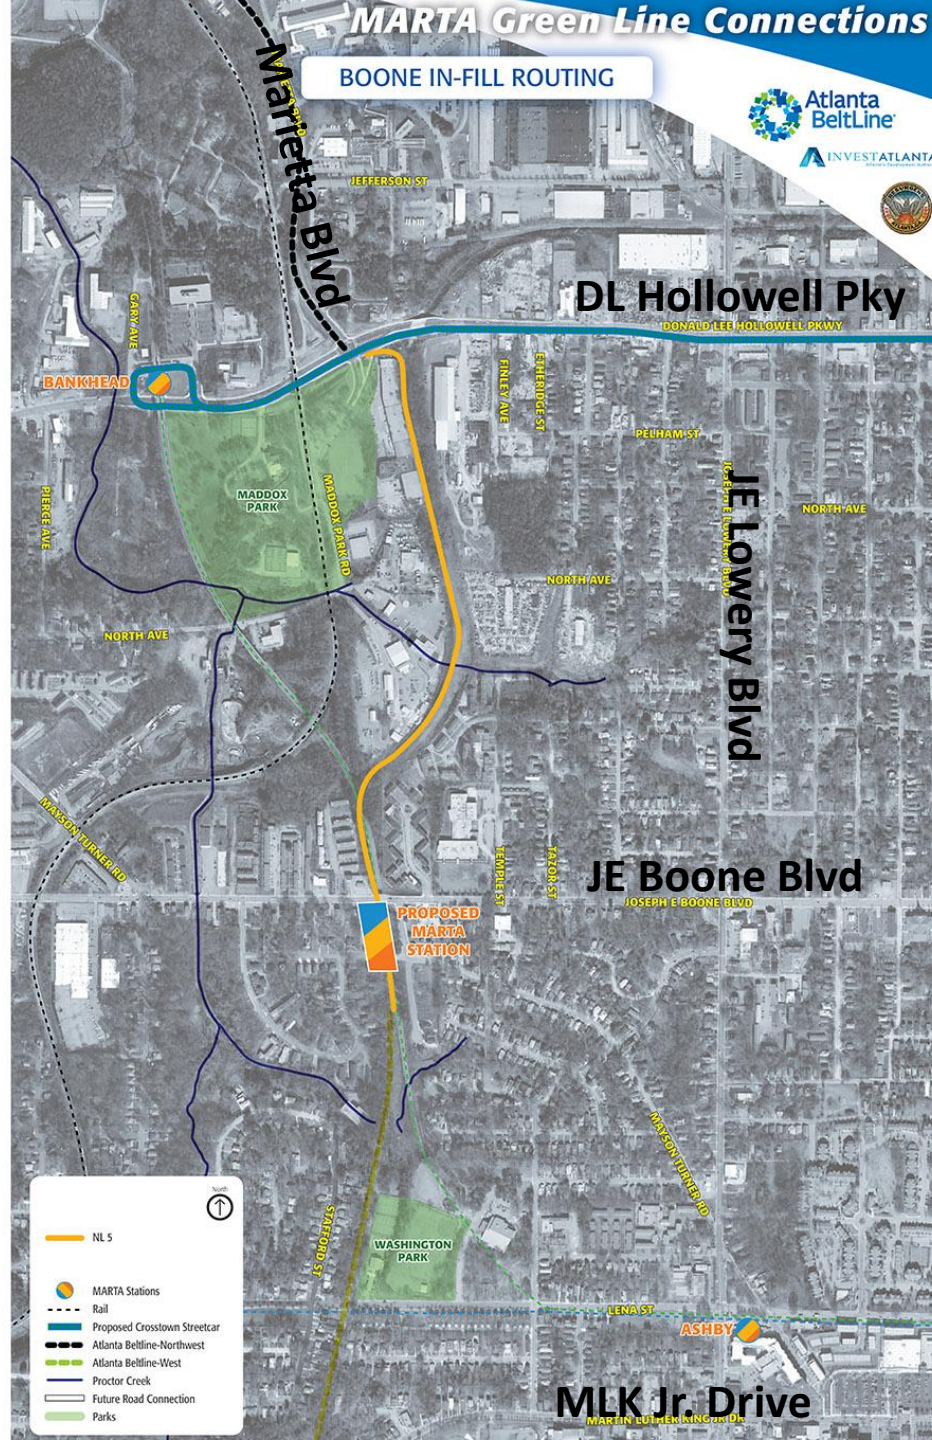 MARTA Green Line Connections
BOONE IN-FILL ROUTING
Atlanta
BeltLine
INVEST ATLANTA
Marietta Blvd
JEFFERSON ST
DL Hollowell Pky
DONALD LEE HOLLOWELL PKWY
GARY AVE
BANKHEAD
FINLEY AVE
ETHERIDGE ST
PELHAM ST
MADDOX
PARK
MADDOX PARK RD
PIERCE AVE
JE Lowery Blvd
NORTH AVE
NORTH AVE
NORTH AVE
MAYSON TURNER RD
TEMPLE ST
TAZOR ST
JE Boone Blvd
JOSEPH E BOONE BLVD
PROPOSED
MARTA
STATION
MAYSON TURNER RD
STAFFORD ST
WASHINGTON
PARK
LENA ST
ASHBY
MLK Jr. Drive
MARTIN LUTHER KING JR DR
North
NL 5
MARTA Stations
Rail
Proposed Crosstown Streetcar
Atlanta Beltline-Northwest
Atlanta Beltline-West
Proctor Creek
Future Road Connection
Parks